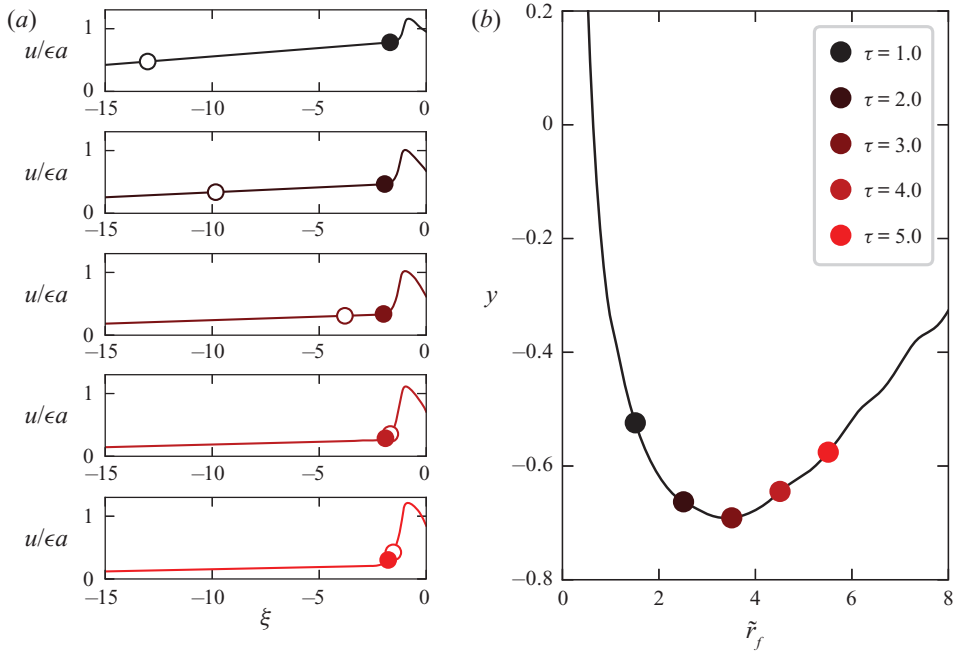 (a)
1
u/ϵa
0
–15 –10 –5 0
1
u/ϵa
0
–15 –10 –5 0
1
u/ϵa
0
–15 –10 –5 0
1
u/ϵa
0
–15 –10 –5 0
1
u/ϵa
0
–15 –10 –5 0
ξ
(b)
0.2
0
–0.2
y
–0.4
–0.6
–0.8
0 2 4 6 8
r̃f
τ = 1.0
τ = 2.0
τ = 3.0
τ = 4.0
τ = 5.0